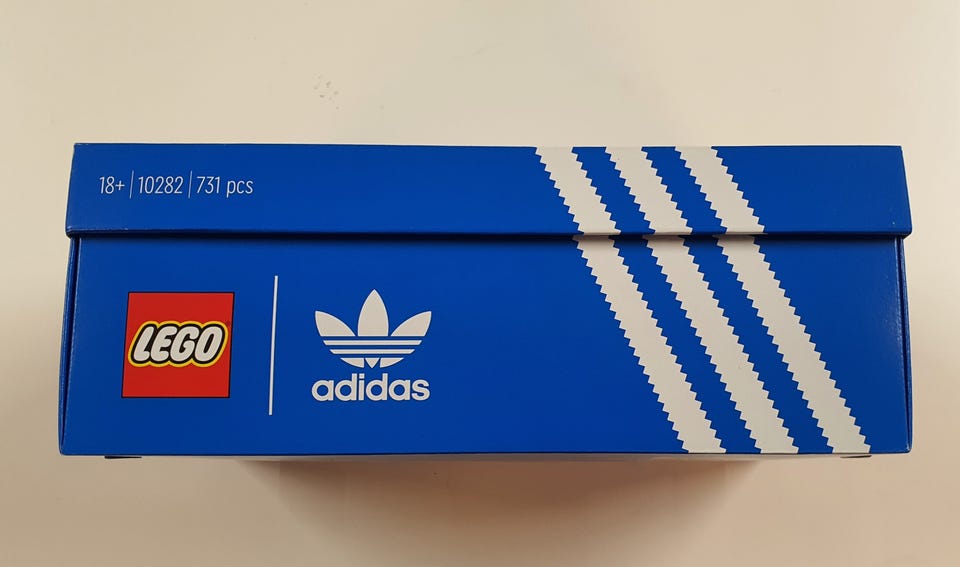 18+ | 10282 | 731 pcs
LEGO
adidas